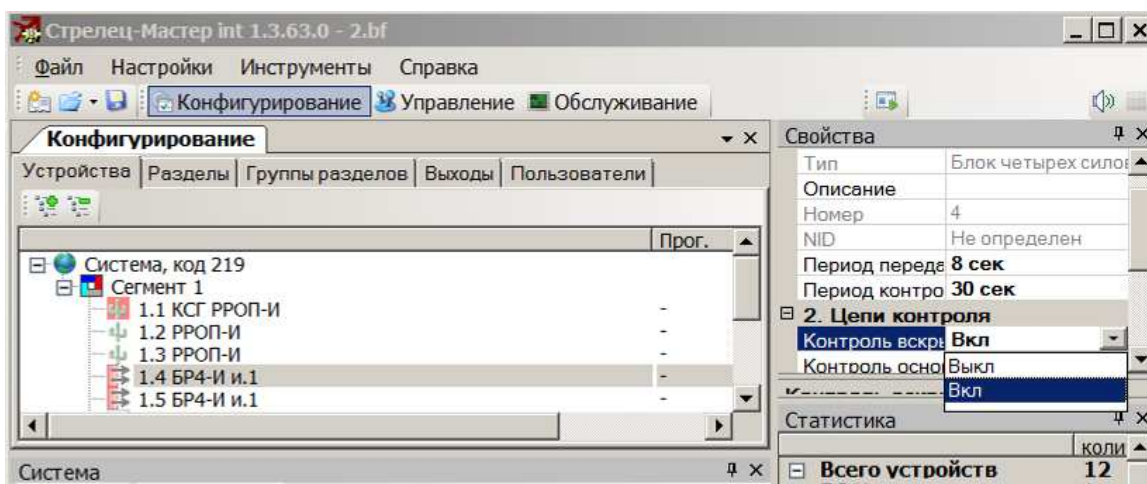 Стрелец-Мастер int 1.3.63.0 - 2.bf
Файл Настройки Инструменты Справка
Конфигурирование Управление Обслуживание
Конфигурирование
Устройства Разделы Группы разделов Выходы Пользователи
Прог.
Система, код 219
Сегмент 1
1.1 КСГ РРОП-И -
1.2 РРОП-И -
1.3 РРОП-И -
1.4 БР4-И и.1 -
1.5 БР4-И и.1 -
Система
Свойства
Тип Блок четырех силов
Описание
Номер 4
NID Не определен
Период переда 8 сек
Период контро 30 сек
2. Цепи контроля
Контроль вскры Вкл
Контроль осно Выкл
Вкл
Статистика
коли
Всего устройств 12